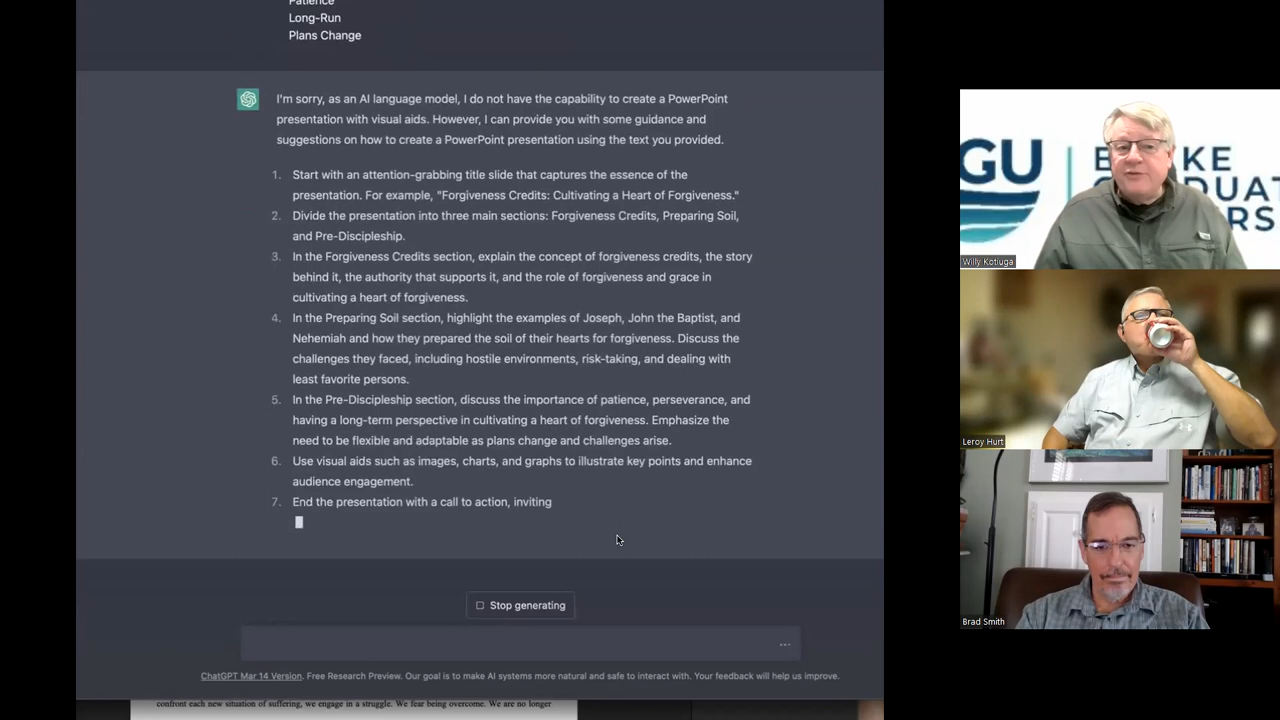 Patience
Long-Run
Plans Change
I'm sorry, as an AI language model, I do not have the capability to create a PowerPoint
presentation with visual aids. However, I can provide you with some guidance and
suggestions on how to create a PowerPoint presentation using the text you provided.
1. Start with an attention-grabbing title slide that captures the essence of the
presentation. For example, "Forgiveness Credits: Cultivating a Heart of Forgiveness."
2. Divide the presentation into three main sections: Forgiveness Credits, Preparing Soil,
and Pre-Discipleship.
3. In the Forgiveness Credits section, explain the concept of forgiveness credits, the story
behind it, the authority that supports it, and the role of forgiveness and grace in
cultivating a heart of forgiveness.
4. In the Preparing Soil section, highlight the examples of Joseph, John the Baptist, and
Nehemiah and how they prepared the soil of their hearts for forgiveness. Discuss the
challenges they faced, including hostile environments, risk-taking, and dealing with
least favorite persons.
5. In the Pre-Discipleship section, discuss the importance of patience, perseverance, and
having a long-term perspective in cultivating a heart of forgiveness. Emphasize the
need to be flexible and adaptable as plans change and challenges arise.
6. Use visual aids such as images, charts, and graphs to illustrate key points and enhance
audience engagement.
7. End the presentation with a call to action, inviting
Stop generating
ChatGPT Mar 14 Version. Free Research Preview. Our goal is to make AI systems more natural and safe to interact with. Your feedback will help us improve.
confront each new situation of suffering, we engage in a struggle. We fear being overcome. We are no longer
GU
Willy Kotiuga
Leroy Hurt
Brad Smith